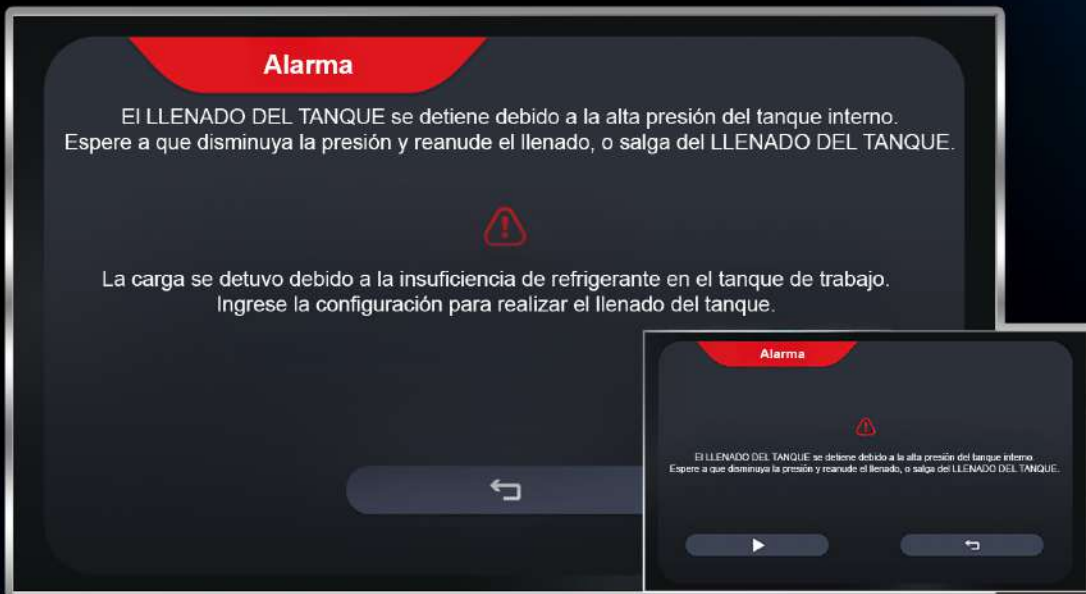 Alarma
El LLENADO DEL TANQUE se detiene debido a la alta presión del tanque interno.
Espere a que disminuya la presión y reanude el llenado, o salga del LLENADO DEL TANQUE.
La carga se detuvo debido a la insuficiencia de refrigerante en el tanque de trabajo.
Ingrese la configuración para realizar el llenado del tanque.
Alarma
El LLENADO DEL TANQUE se detiene debido a la alta presión del tanque interno.
Espere a que disminuya la presión y reanude el llenado, o salga del LLENADO DEL TANQUE.